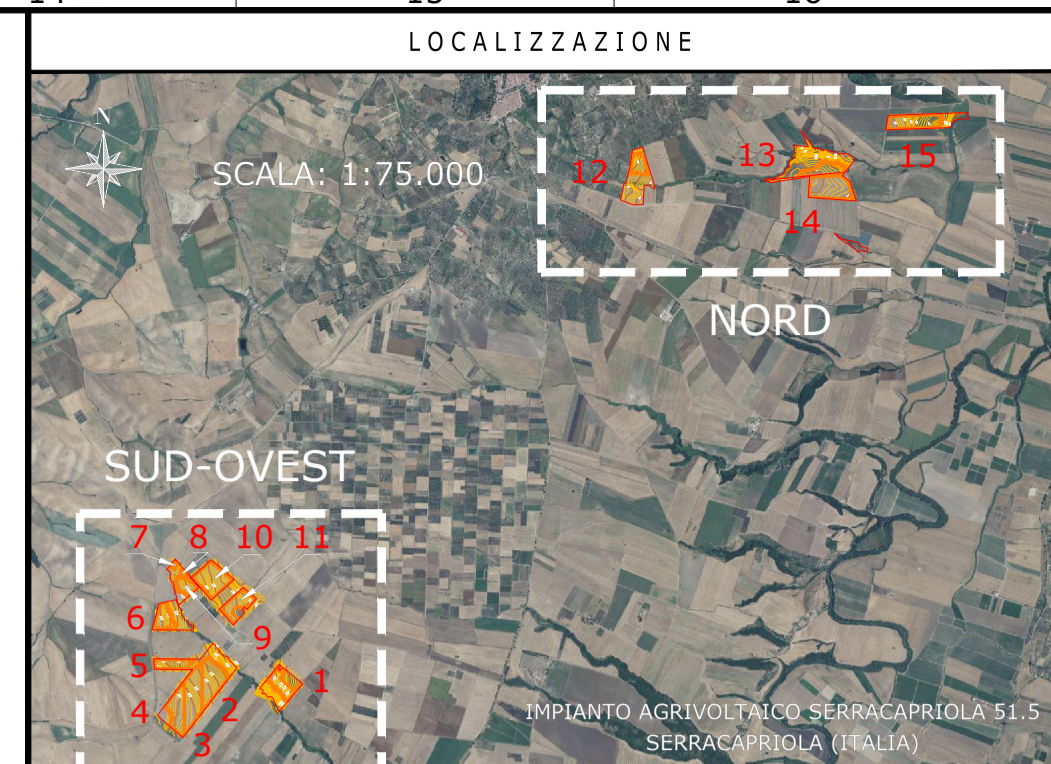 LOCALIZZAZIONE
N
SCALA: 1:75.000
12
13
14
15
NORD
SUD-OVEST
7 8 10 11
6
9
5
1
4
2
3
IMPIANTO AGRIVOLTAICO SERRACAPRIOLA 51.5
SERRACAPRIOLA (ITALIA)